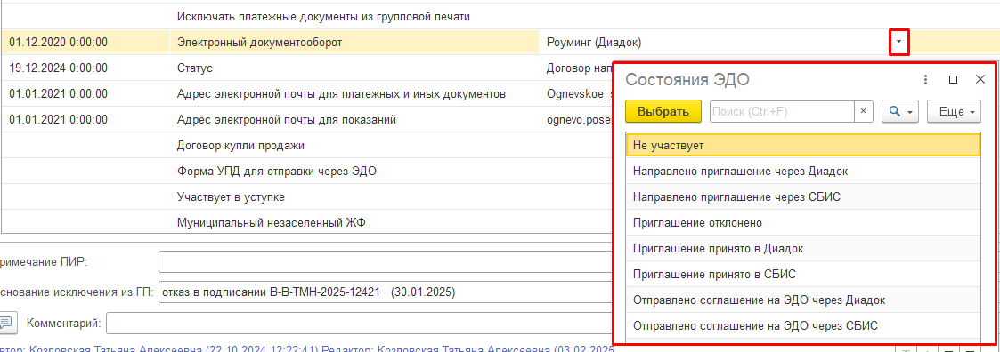 Исключать платежные документы из групповой печати
01.12.2020 0:00:00 Электронный документооборот Роуминг (Диадок)
19.12.2024 0:00:00 Статус Договор нап
01.01.2021 0:00:00 Адрес электронной почты для платежных и иных документов Ognevskoe_s
01.01.2021 0:00:00 Адрес электронной почты для показаний ognevo.pose
Договор купли продажи
Форма УПД для отправки через ЭДО
Участвует в уступке
Муниципальный незаселенный ЖФ
римечание ПИР:
снование исключения из ГП: отказ в подписании В-В-ТМН-2025-12421 (30.01.2025)
Комментарий:
втор: Козловская Татьяна Алексеевна (22.10.2024 12:22:41) Редактор: Козловская Татьяна Алексеевна (03.02.2025
Состояния ЭДО
Выбрать Поиск (Ctrl+F) × Еще
Не участвует
Направлено приглашение через Диадок
Направлено приглашение через СБИС
Приглашение отклонено
Приглашение принято в Диадок
Приглашение принято в СБИС
Отправлено соглашение на ЭДО через Диадок
Отправлено соглашение на ЭДО через СБИС